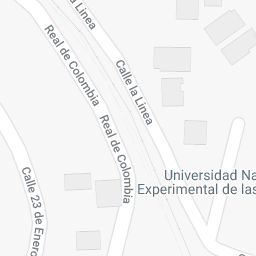 la Linea
Real de Colombia
Calle la Linea
Real de Colombia
Universidad Na
Experimental de las
Calle 23 de Enero